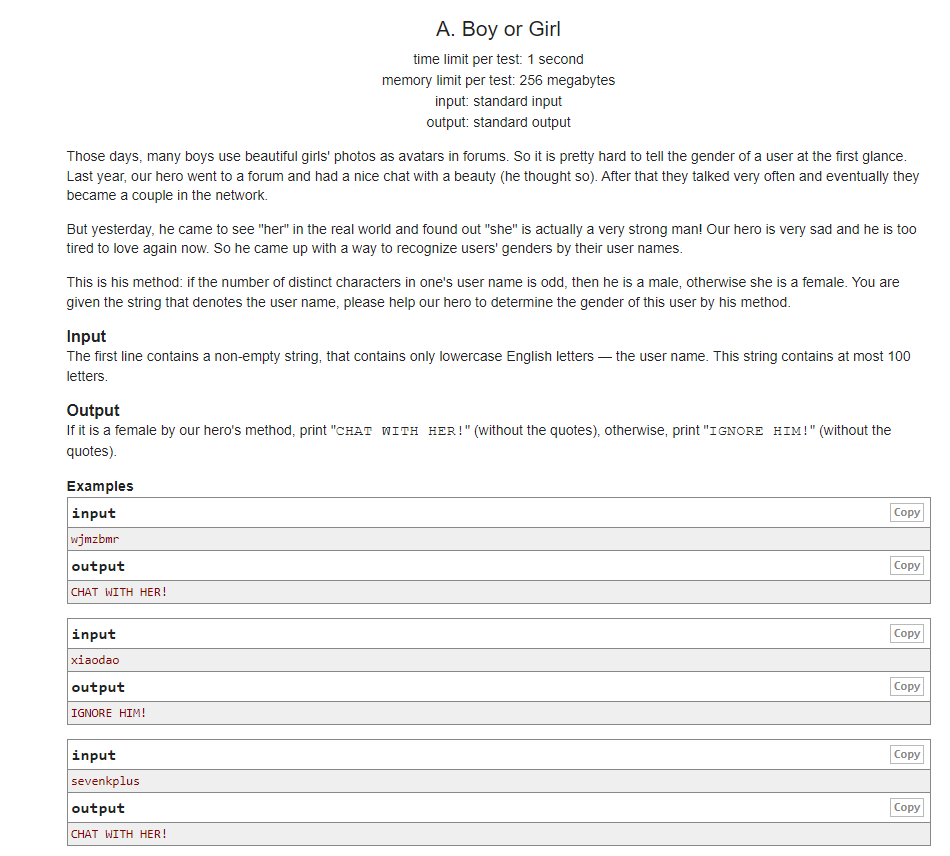 A. Boy or Girl
time limit per test: 1 second
memory limit per test: 256 megabytes
input: standard input
output: standard output
Those days, many boys use beautiful girls' photos as avatars in forums. So it is pretty hard to tell the gender of a user at the first glance.
Last year, our hero went to a forum and had a nice chat with a beauty (he thought so). After that they talked very often and eventually they
became a couple in the network.
But yesterday, he came to see "her" in the real world and found out "she" is actually a very strong man! Our hero is very sad and he is too
tired to love again now. So he came up with a way to recognize users' genders by their user names.
This is his method: if the number of distinct characters in one's user name is odd, then he is a male, otherwise she is a female. You are
given the string that denotes the user name, please help our hero to determine the gender of this user by his method.
Input
The first line contains a non-empty string, that contains only lowercase English letters — the user name. This string contains at most 100
letters.
Output
If it is a female by our hero's method, print "CHAT WITH HER!" (without the quotes), otherwise, print "IGNORE HIM!" (without the
quotes).
Examples
input Copy
wjmzbmr
output Copy
CHAT WITH HER!
input Copy
xiaodao
output Copy
IGNORE HIM!
input Copy
sevenkplus
output Copy
CHAT WITH HER!